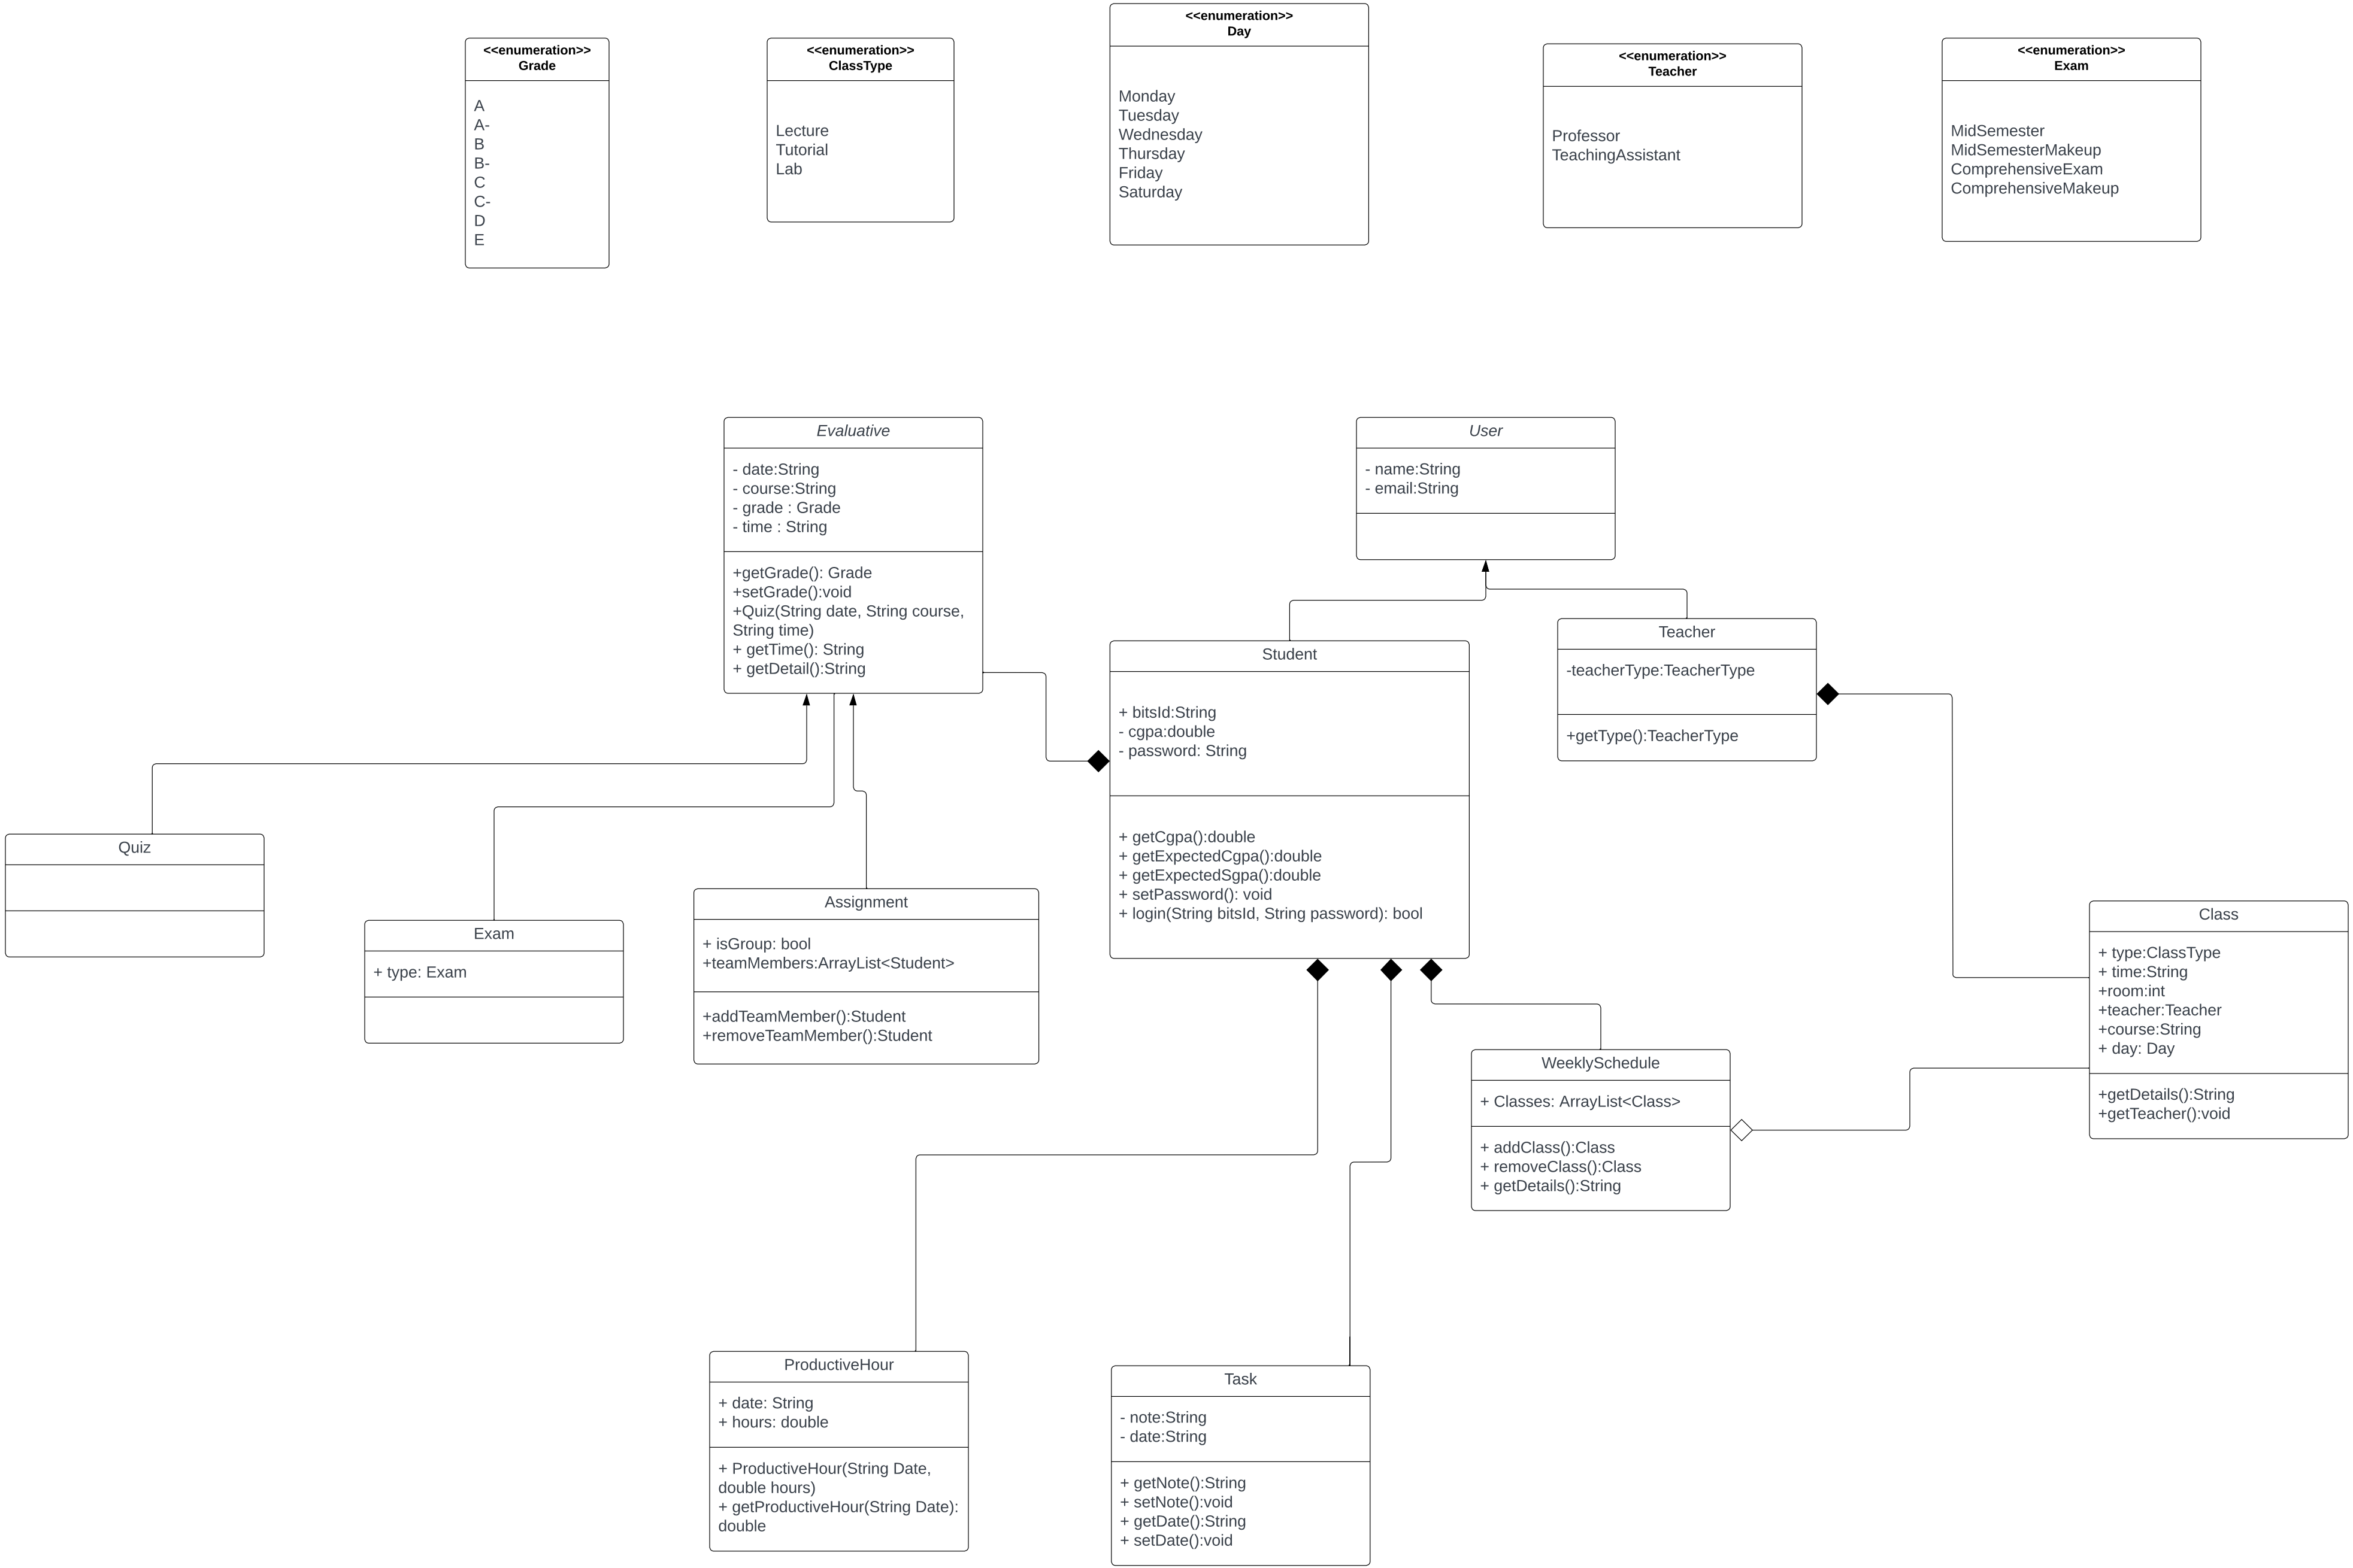 <<enumeration>>
Grade
A
A-
B
B-
C
C-
D
E
<<enumeration>>
ClassType
Lecture
Tutorial
Lab
<<enumeration>>
Day
Monday
Tuesday
Wednesday
Thursday
Friday
Saturday
<<enumeration>>
Teacher
Professor
TeachingAssistant
<<enumeration>>
Exam
MidSemester
MidSemesterMakeup
ComprehensiveExam
ComprehensiveMakeup
Evaluative
- date:String
- course:String
- grade : Grade
- time : String
+getGrade(): Grade
+setGrade():void
+Quiz(String date, String course,
String time)
+ getTime(): String
+ getDetail():String
User
- name:String
- email:String
Student
+ bitsId:String
- cgpa:double
- password: String
+ getCgpa():double
+ getExpectedCgpa():double
+ getExpectedSgpa():double
+ setPassword(): void
+ login(String bitsId, String password): bool
Teacher
-teacherType:TeacherType
+getType():TeacherType
Quiz
Exam
+ type: Exam
Assignment
+ isGroup: bool
+teamMembers:ArrayList<Student>
+addTeamMember():Student
+removeTeamMember():Student
Class
+ type:ClassType
+ time:String
+room:int
+teacher:Teacher
+course:String
+ day: Day
+getDetails():String
+getTeacher():void
WeeklySchedule
+ Classes: ArrayList<Class>
+ addClass():Class
+ removeClass():Class
+ getDetails():String
ProductiveHour
+ date: String
+ hours: double
+ ProductiveHour(String Date,
double hours)
+ getProductiveHour(String Date):
double
Task
- note:String
- date:String
+ getNote():String
+ setNote():void
+ getDate():String
+ setDate():void